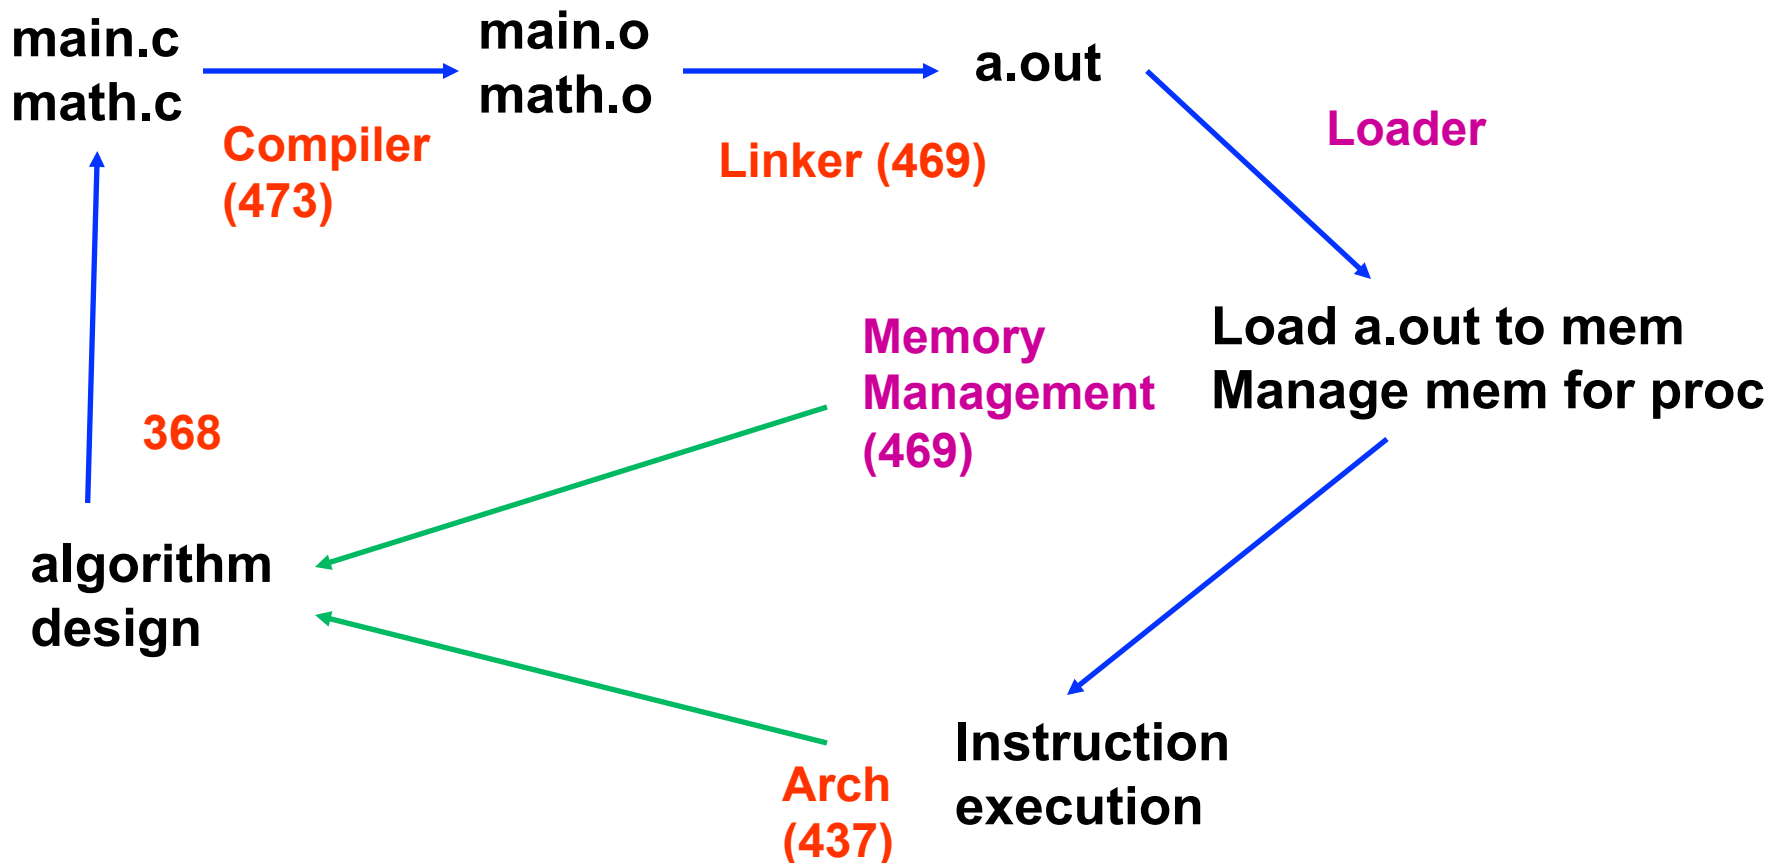 main.c
math.c
main.o
math.o
a.out
Compiler
(473)
Linker (469)
Loader
Load a.out to mem
Manage mem for proc
Memory
Management
(469)
368
algorithm
design
Instruction
execution
Arch
(437)